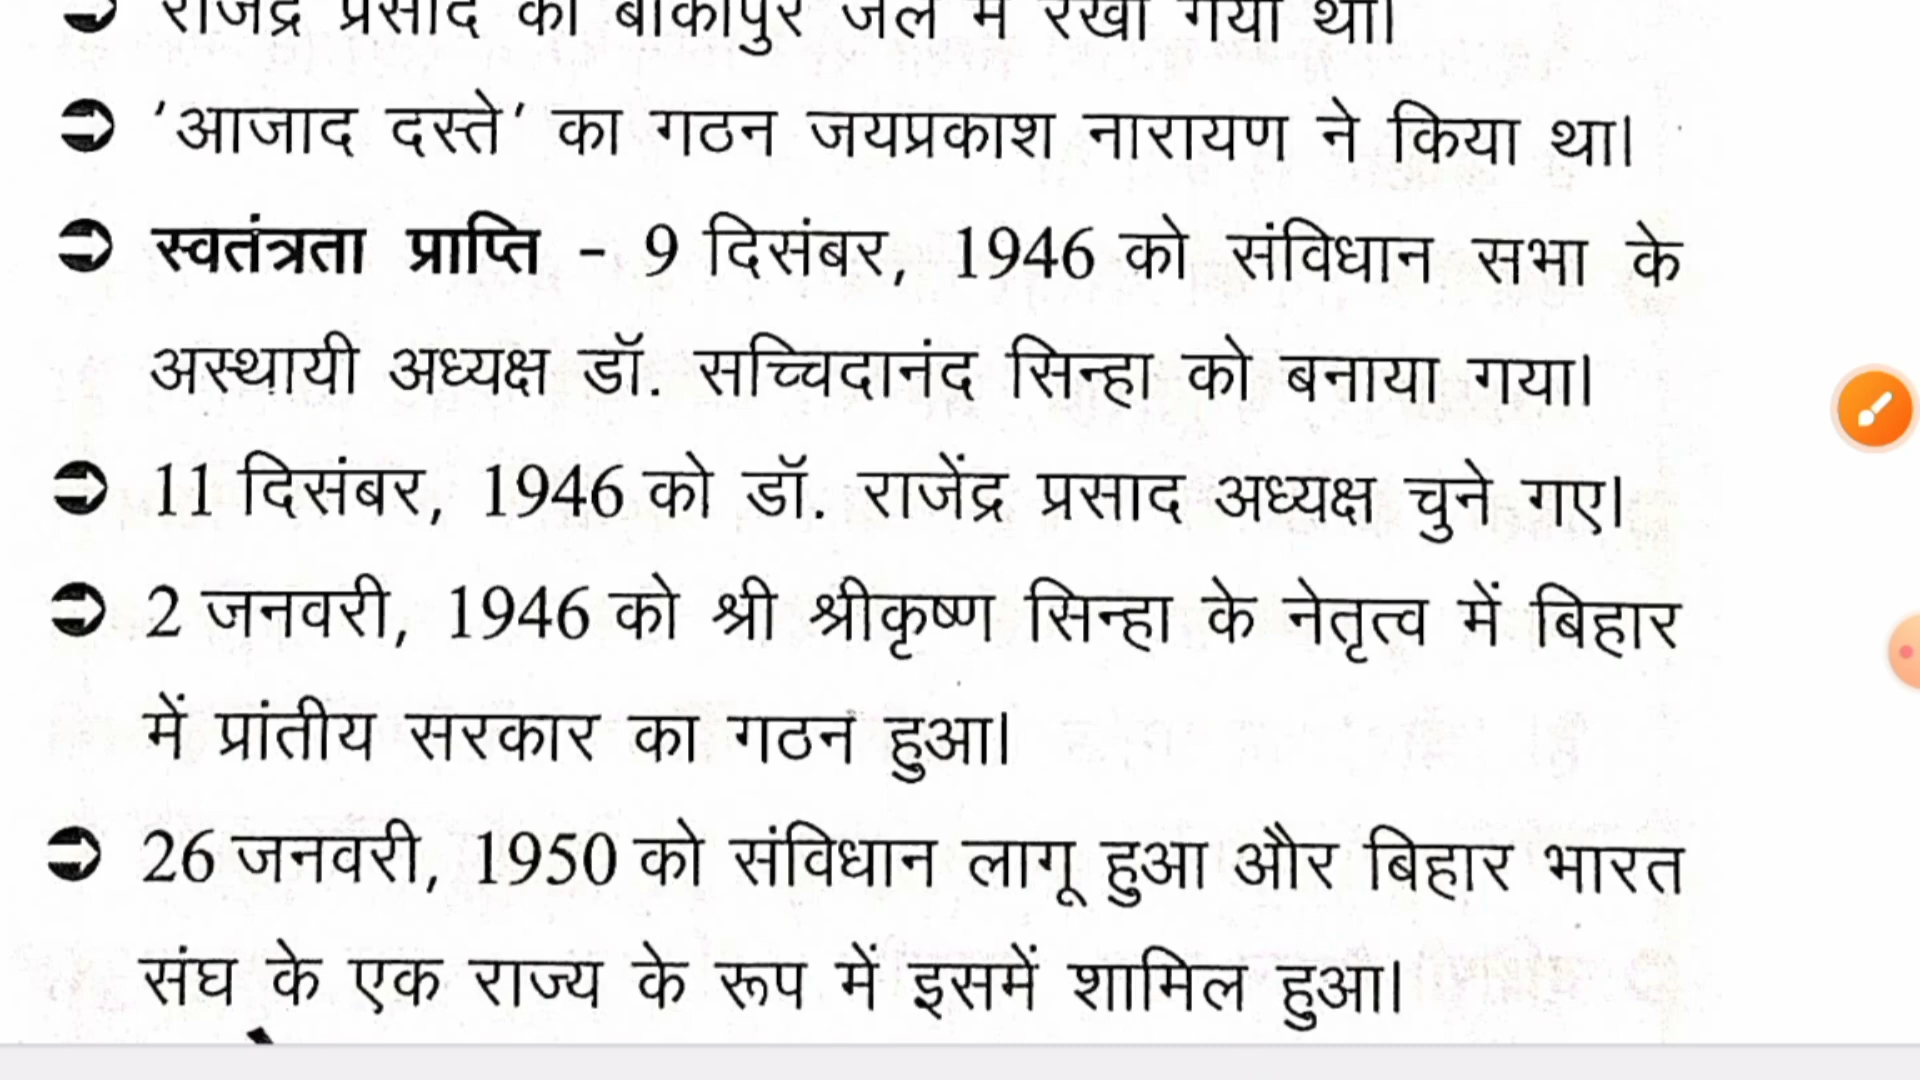 राजेंद्र प्रसाद को बांकीपुर जेल में रखा गया था।
➲ 'आजाद दस्ते' का गठन जयप्रकाश नारायण ने किया था।
➲ स्वतंत्रता प्राप्ति - 9 दिसंबर, 1946 को संविधान सभा के
अस्थायी अध्यक्ष डॉ. सच्चिदानंद सिन्हा को बनाया गया।
➲ 11 दिसंबर, 1946 को डॉ. राजेंद्र प्रसाद अध्यक्ष चुने गए।
➲ 2 जनवरी, 1946 को श्री श्रीकृष्ण सिन्हा के नेतृत्व में बिहार
में प्रांतीय सरकार का गठन हुआ।
➲ 26 जनवरी, 1950 को संविधान लागू हुआ और बिहार भारत
संघ के एक राज्य के रूप में इसमें शामिल हुआ।